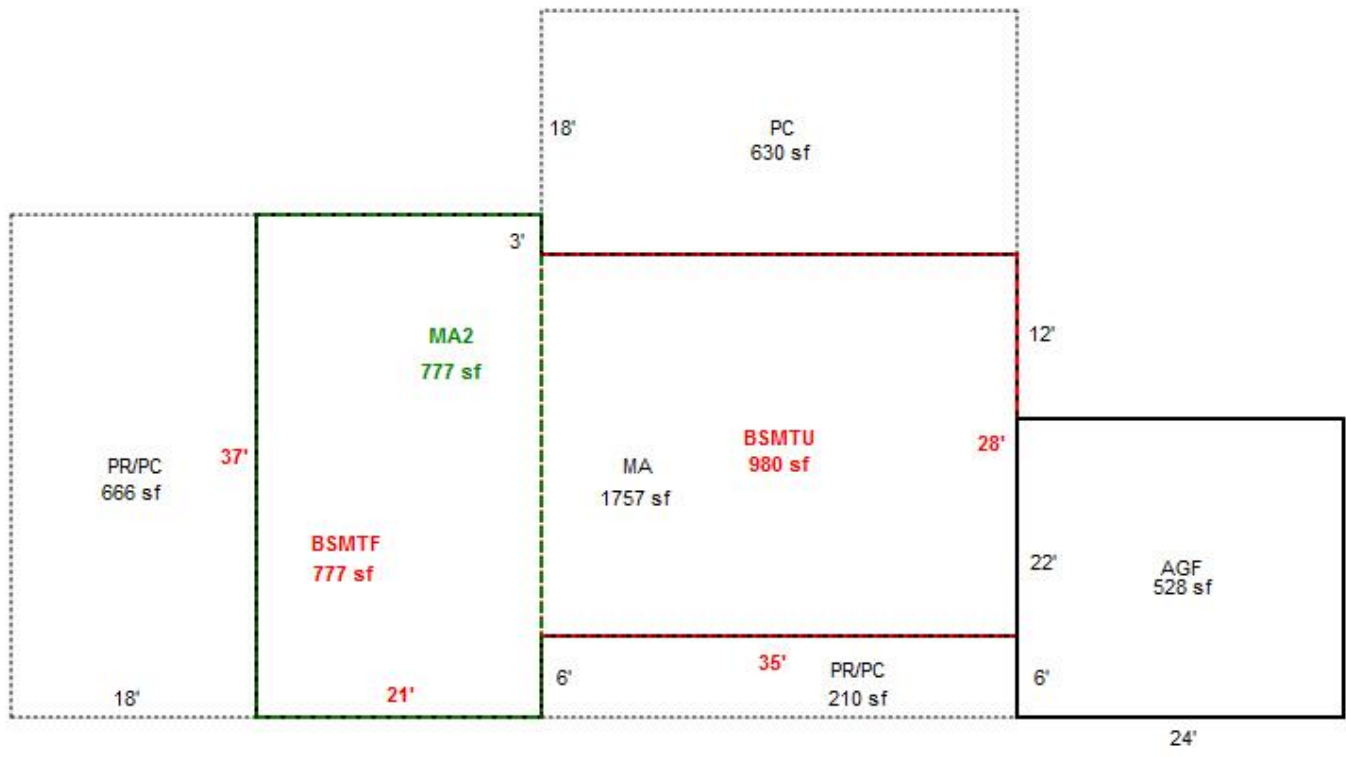 18'
PC
630 sf
3'
MA2
777 sf
12'
PR/PC
666 sf
37'
MA
1757 sf
BSMTU
980 sf
28'
BSMTF
777 sf
22'
AGF
528 sf
18'
21'
6'
35'
PR/PC
210 sf
6'
24'